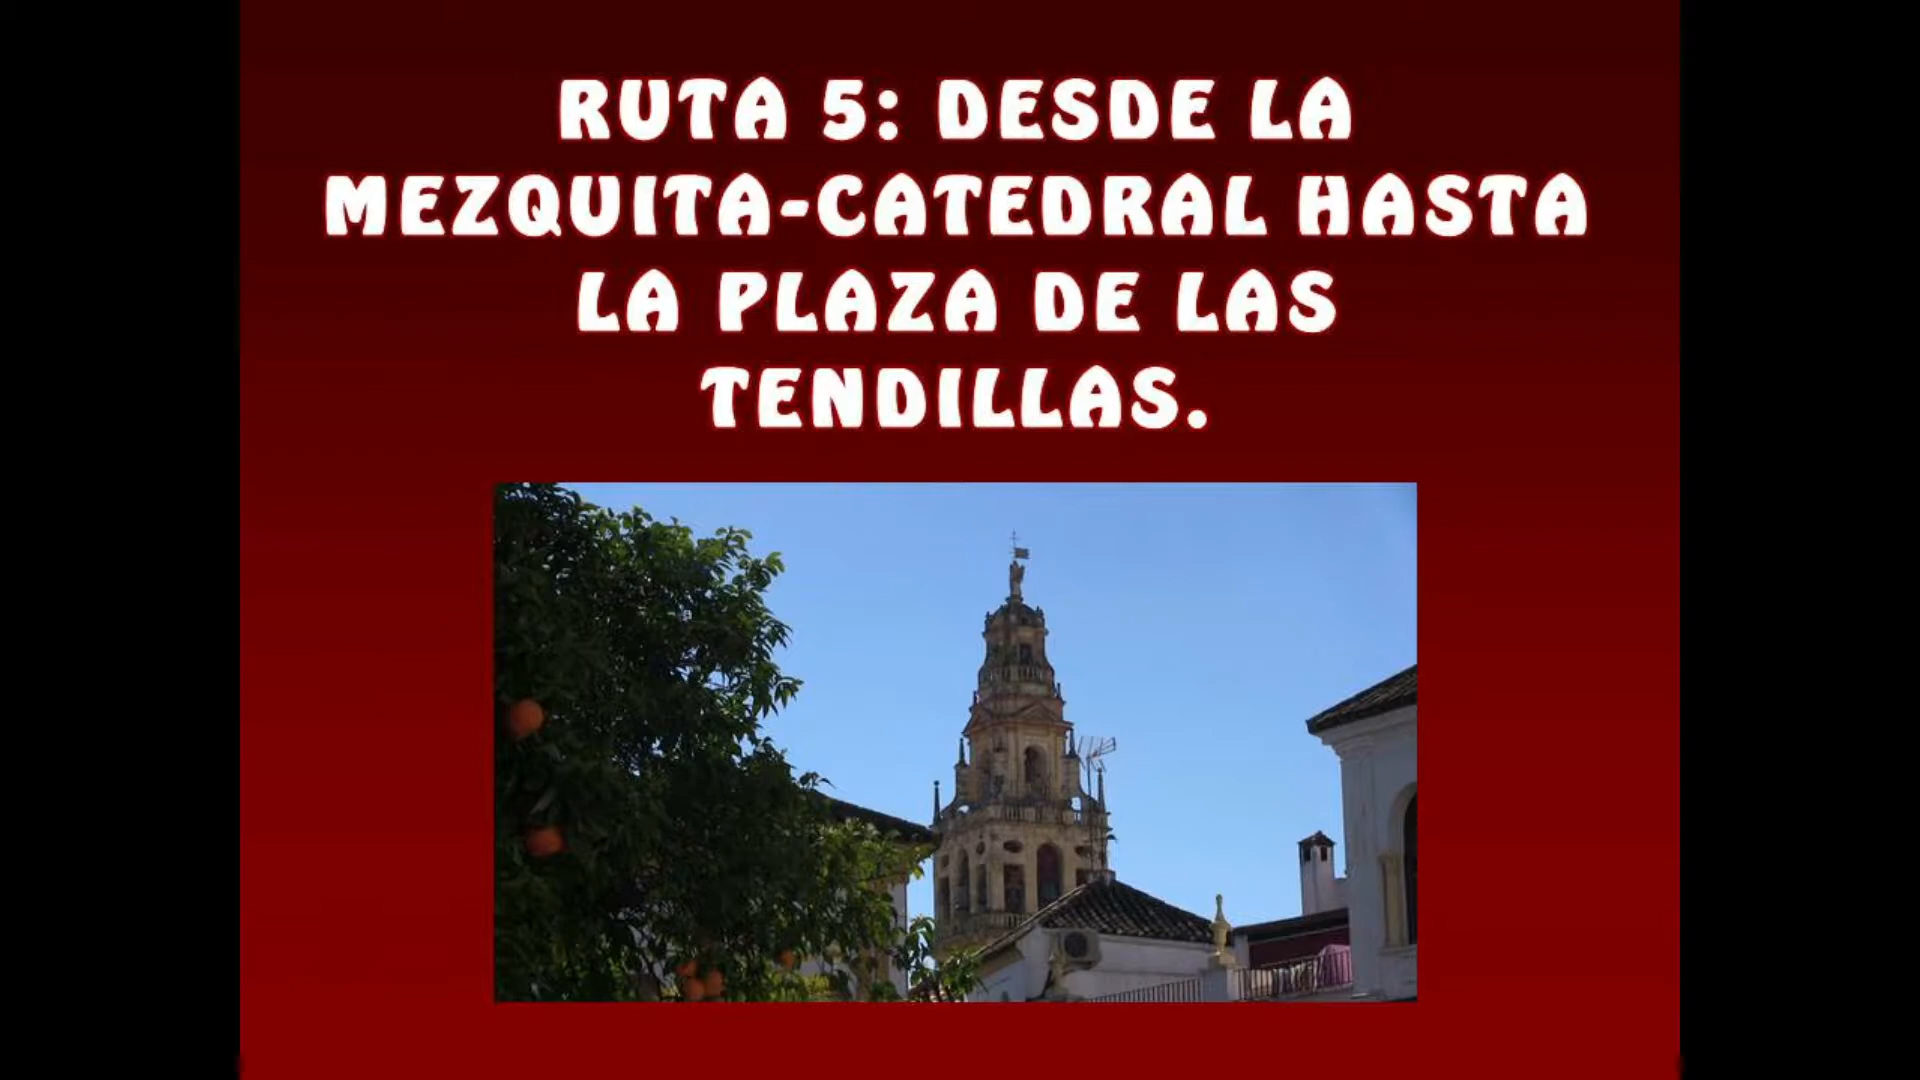 RUTA 5: DESDE LA
MEZQUITA-CATEDRAL HASTA
LA PLAZA DE LAS
TENDILLAS.